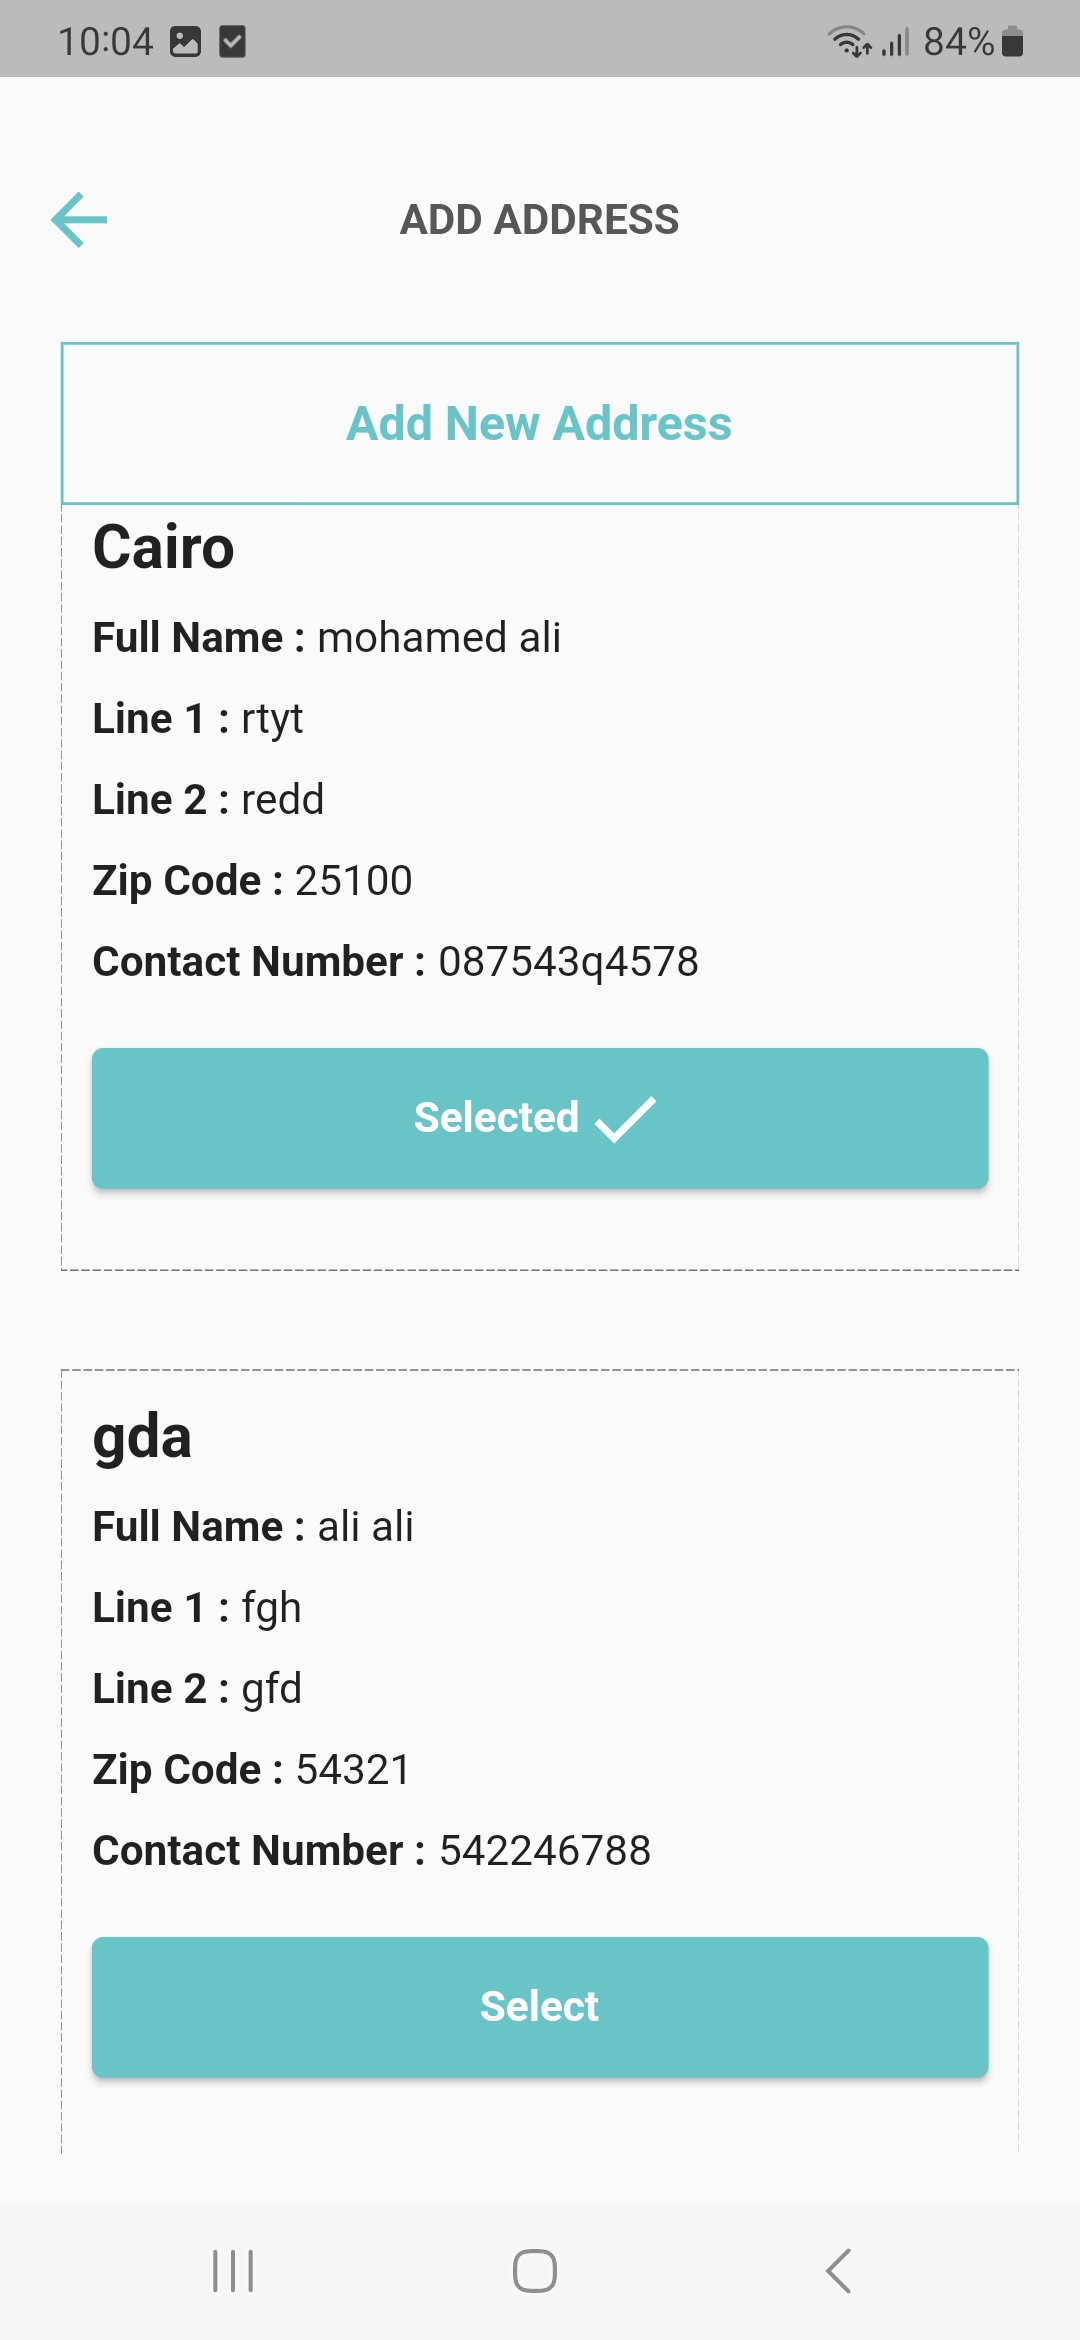 10:04 84%
ADD ADDRESS
Add New Address
Cairo
Full Name : mohamed ali
Line 1 : rtyt
Line 2 : redd
Zip Code : 25100
Contact Number : 087543q4578
Selected
gda
Full Name : ali ali
Line 1 : fgh
Line 2 : gfd
Zip Code : 54321
Contact Number : 542246788
Select